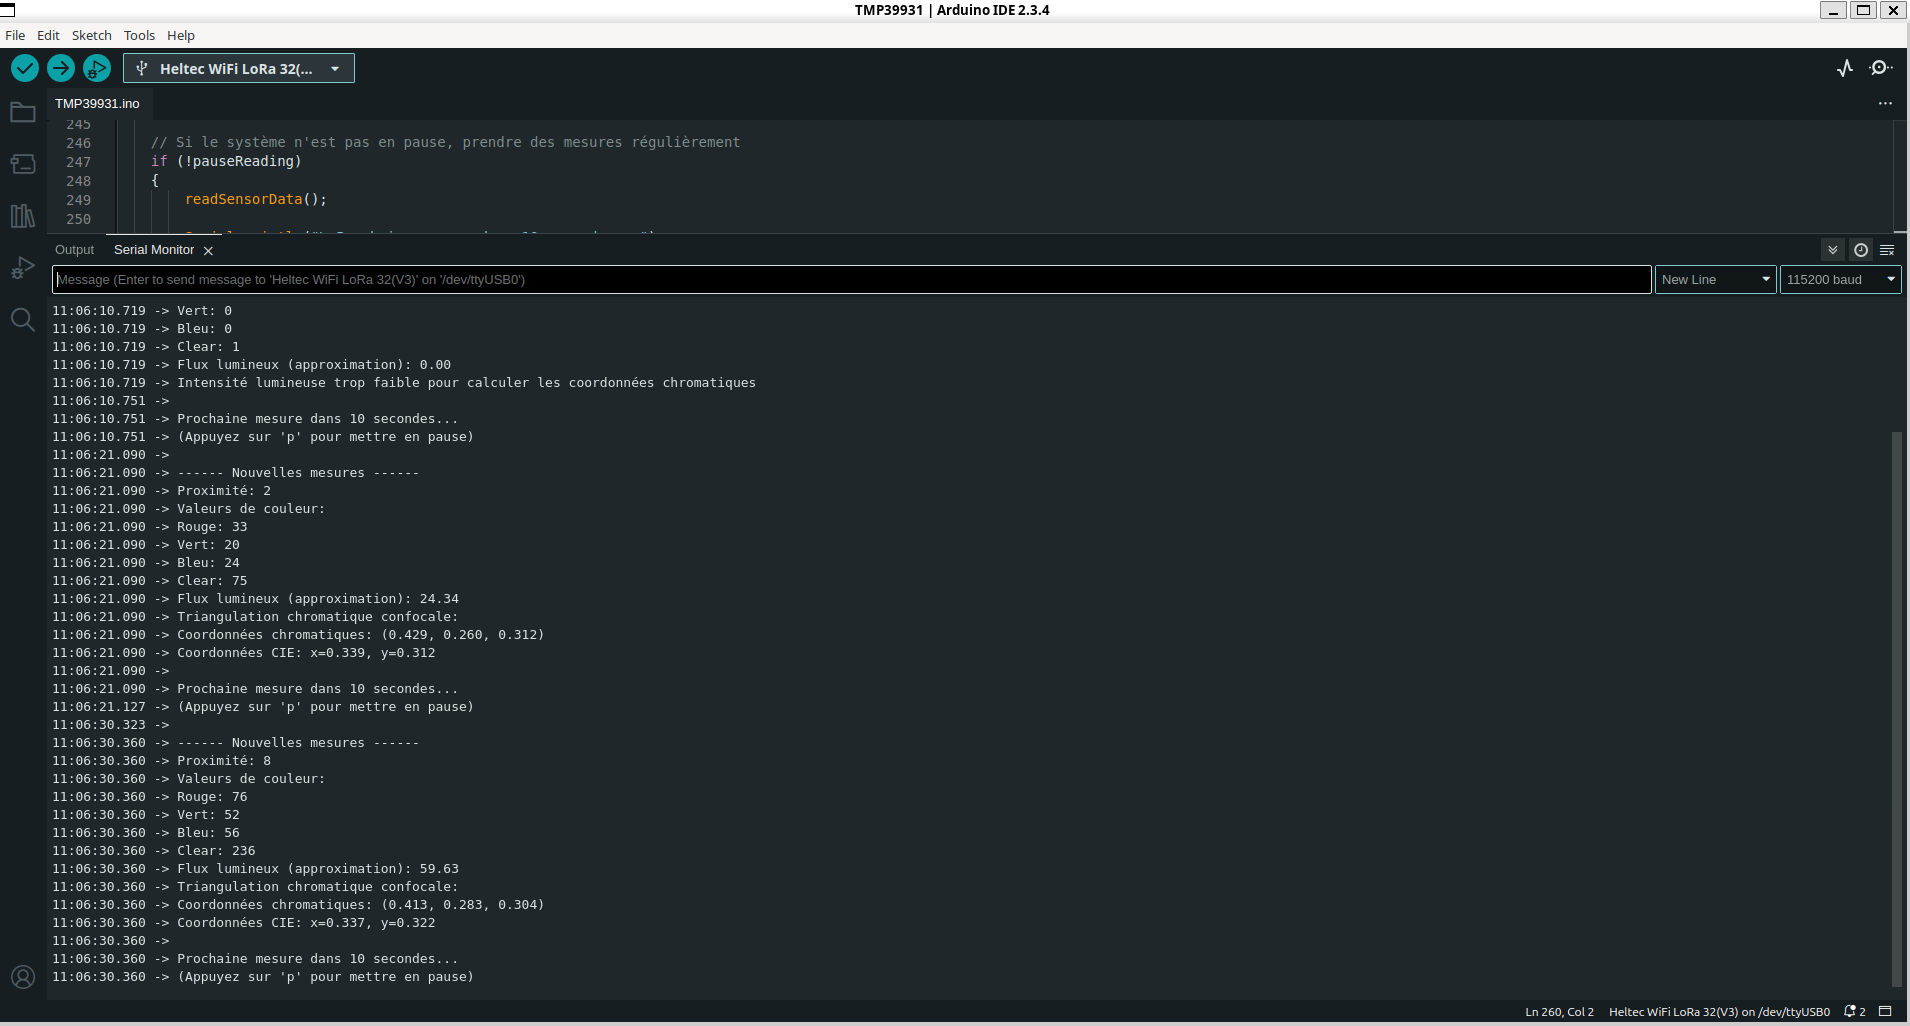 TMP39931 | Arduino IDE 2.3.4
File Edit Sketch Tools Help
Heltec WiFi LoRa 32(...
TMP39931.ino
245
246 // Si le système n'est pas en pause, prendre des mesures régulièrement
247 if (!pauseReading)
248 {
249 readSensorData();
250
Output Serial Monitor
Message (Enter to send message to 'Heltec WiFi LoRa 32(V3)' on '/dev/ttyUSB0') New Line 115200 baud
11:06:10.719 -> Vert: 0
11:06:10.719 -> Bleu: 0
11:06:10.719 -> Clear: 1
11:06:10.719 -> Flux lumineux (approximation): 0.00
11:06:10.719 -> Intensité lumineuse trop faible pour calculer les coordonnées chromatiques
11:06:10.751 ->
11:06:10.751 -> Prochaine mesure dans 10 secondes...
11:06:10.751 -> (Appuyez sur 'p' pour mettre en pause)
11:06:21.090 ->
11:06:21.090 -> ------ Nouvelles mesures ------
11:06:21.090 -> Proximité: 2
11:06:21.090 -> Valeurs de couleur:
11:06:21.090 -> Rouge: 33
11:06:21.090 -> Vert: 20
11:06:21.090 -> Bleu: 24
11:06:21.090 -> Clear: 75
11:06:21.090 -> Flux lumineux (approximation): 24.34
11:06:21.090 -> Triangulation chromatique confocale:
11:06:21.090 -> Coordonnées chromatiques: (0.429, 0.260, 0.312)
11:06:21.090 -> Coordonnées CIE: x=0.339, y=0.312
11:06:21.090 ->
11:06:21.090 -> Prochaine mesure dans 10 secondes...
11:06:21.127 -> (Appuyez sur 'p' pour mettre en pause)
11:06:30.323 ->
11:06:30.360 -> ------ Nouvelles mesures ------
11:06:30.360 -> Proximité: 8
11:06:30.360 -> Valeurs de couleur:
11:06:30.360 -> Rouge: 76
11:06:30.360 -> Vert: 52
11:06:30.360 -> Bleu: 56
11:06:30.360 -> Clear: 236
11:06:30.360 -> Flux lumineux (approximation): 59.63
11:06:30.360 -> Triangulation chromatique confocale:
11:06:30.360 -> Coordonnées chromatiques: (0.413, 0.283, 0.304)
11:06:30.360 -> Coordonnées CIE: x=0.337, y=0.322
11:06:30.360 ->
11:06:30.360 -> Prochaine mesure dans 10 secondes...
11:06:30.360 -> (Appuyez sur 'p' pour mettre en pause)
Ln 260, Col 2 Heltec WiFi LoRa 32(V3) on /dev/ttyUSB0 2